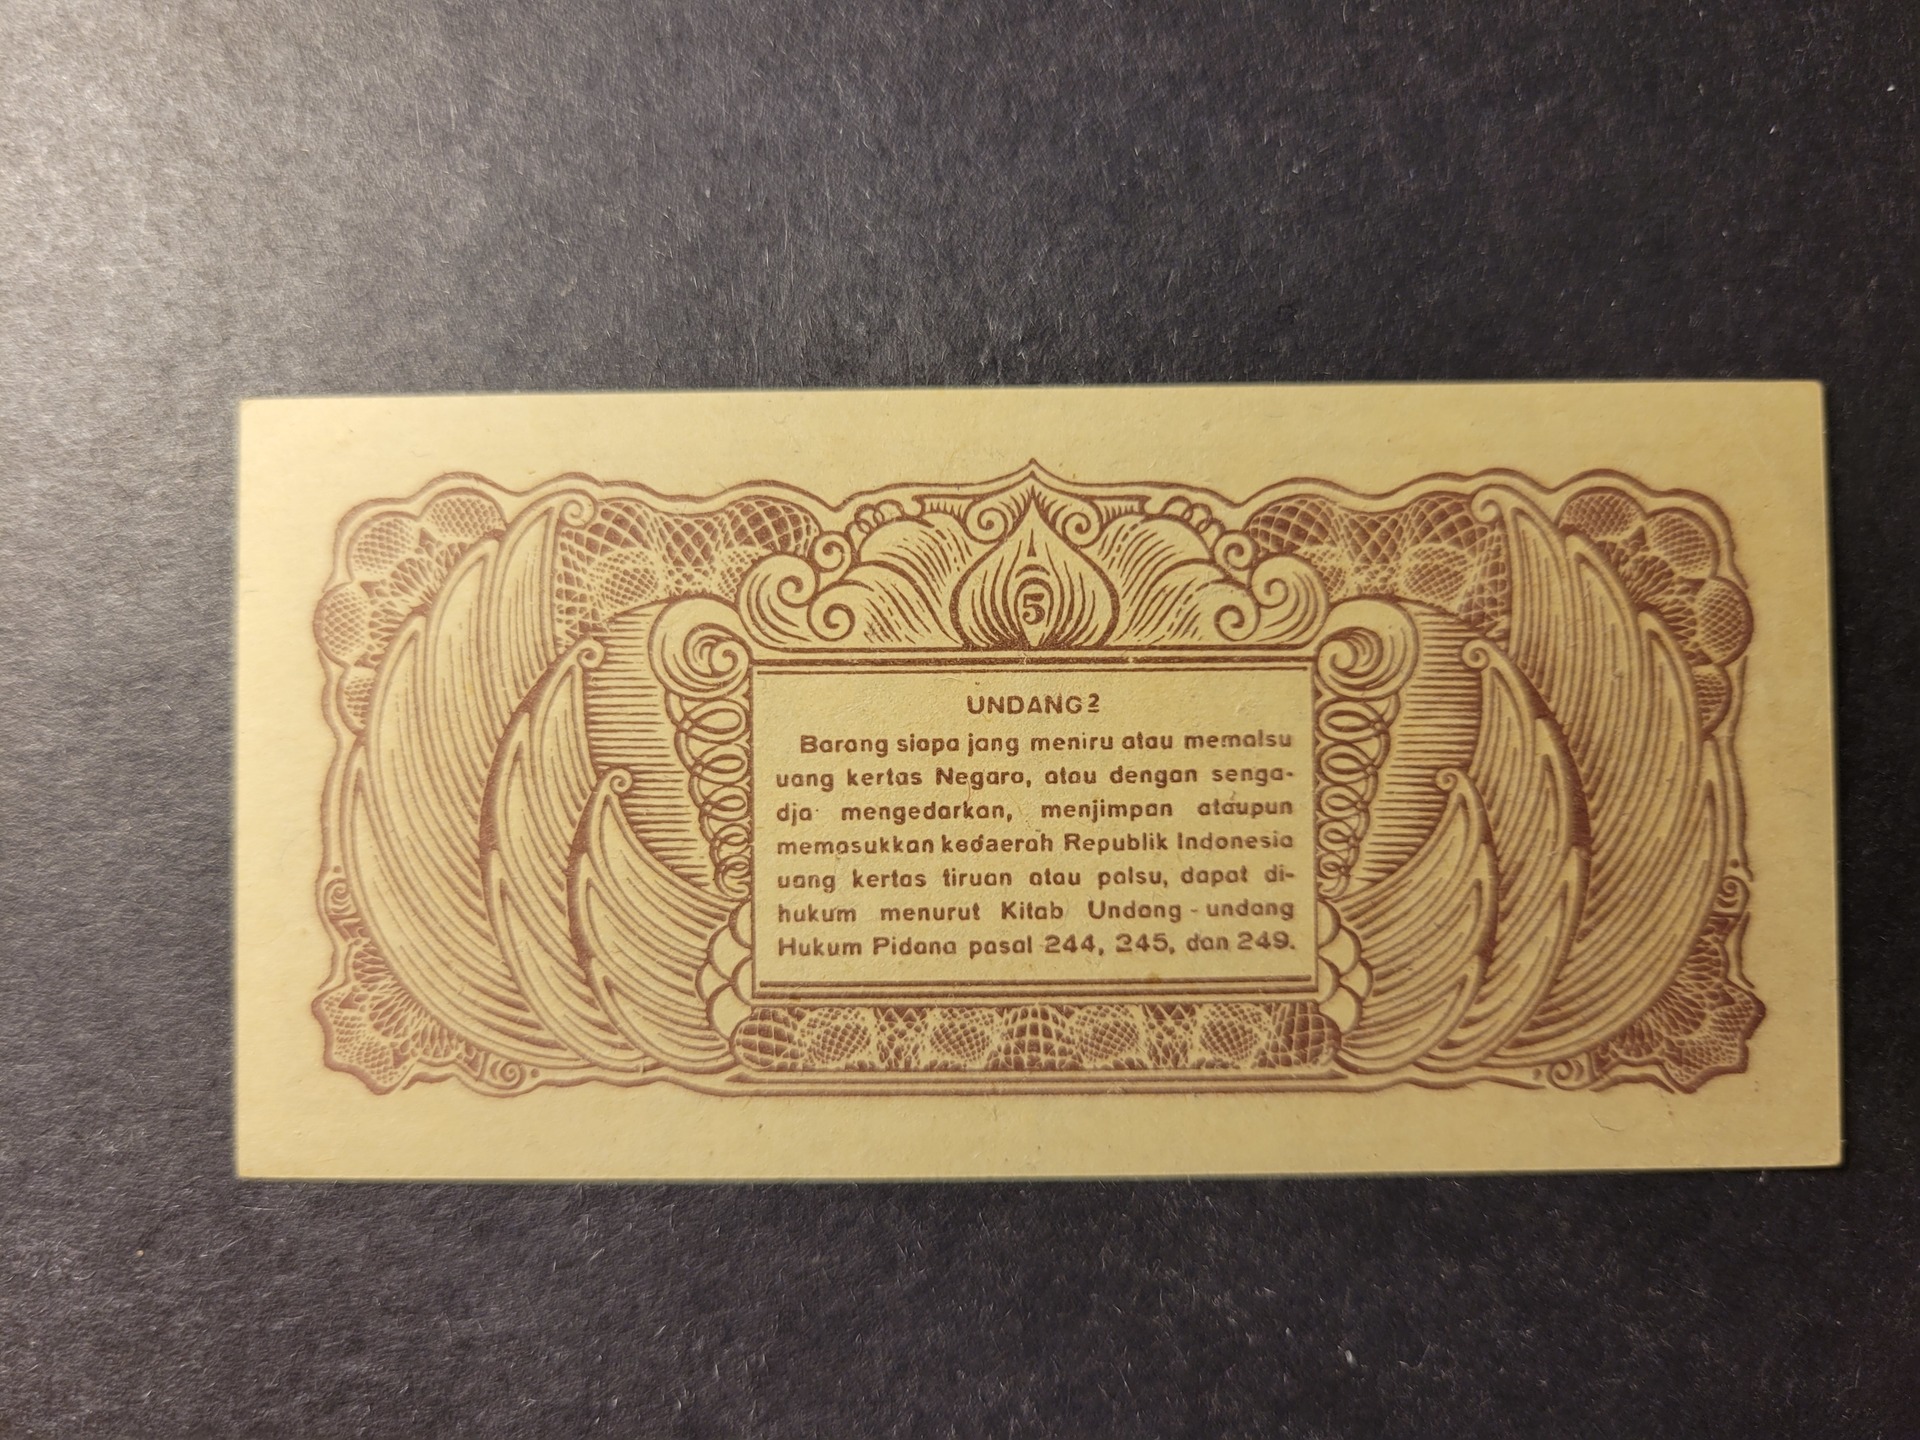 5
UNDANG2
Barang siapa jang meniru atau memalsu
uang kertas Negara, atau dengan senga-
dja mengedarkan, menjimpan ataupun
memasukkan kedaerah Republik Indonesia
uang kertas tiruan atau palsu, dapat di-
hukum menurut Kitab Undang-undang
Hukum Pidana pasal 244, 245, dan 249.